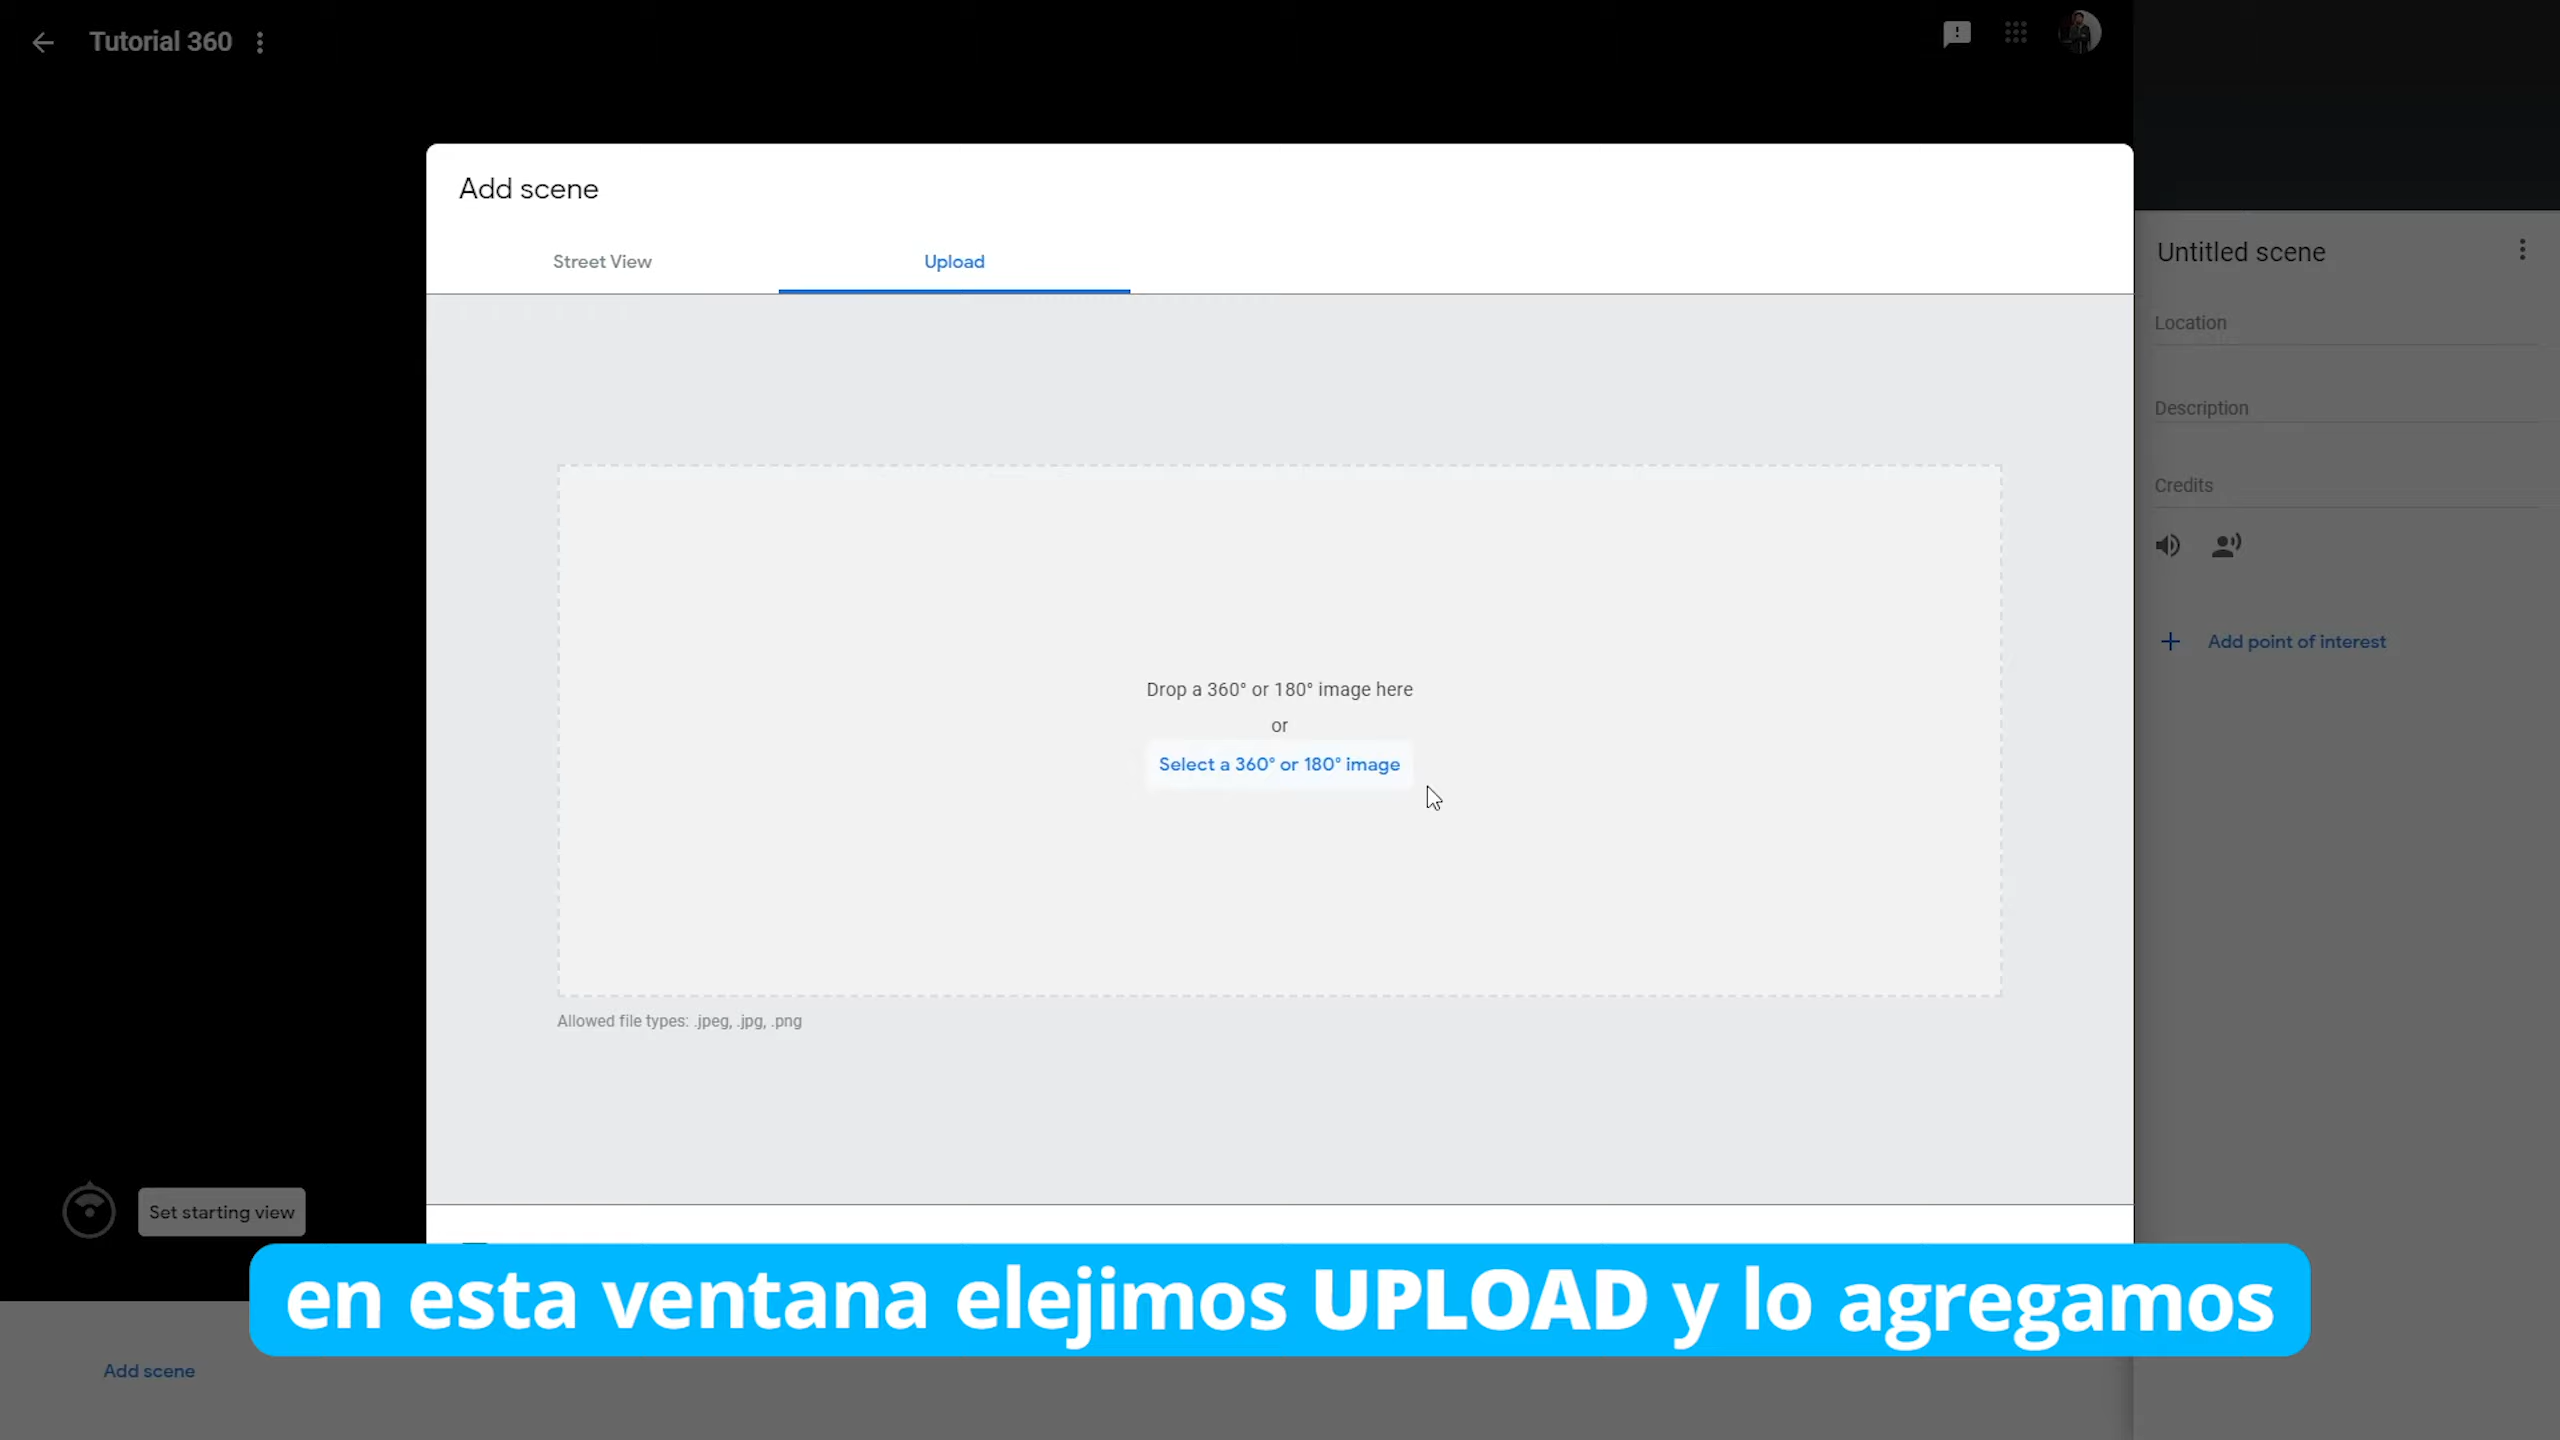 Tutorial 360
Add scene
Street View
Upload
Drop a 360° or 180° image here
or
Select a 360° or 180° image
Allowed file types: .jpeg, .jpg, .png
Untitled scene
Location
Description
Credits
Add point of interest
Set starting view
en esta ventana elejimos UPLOAD y lo agregamos
Add scene